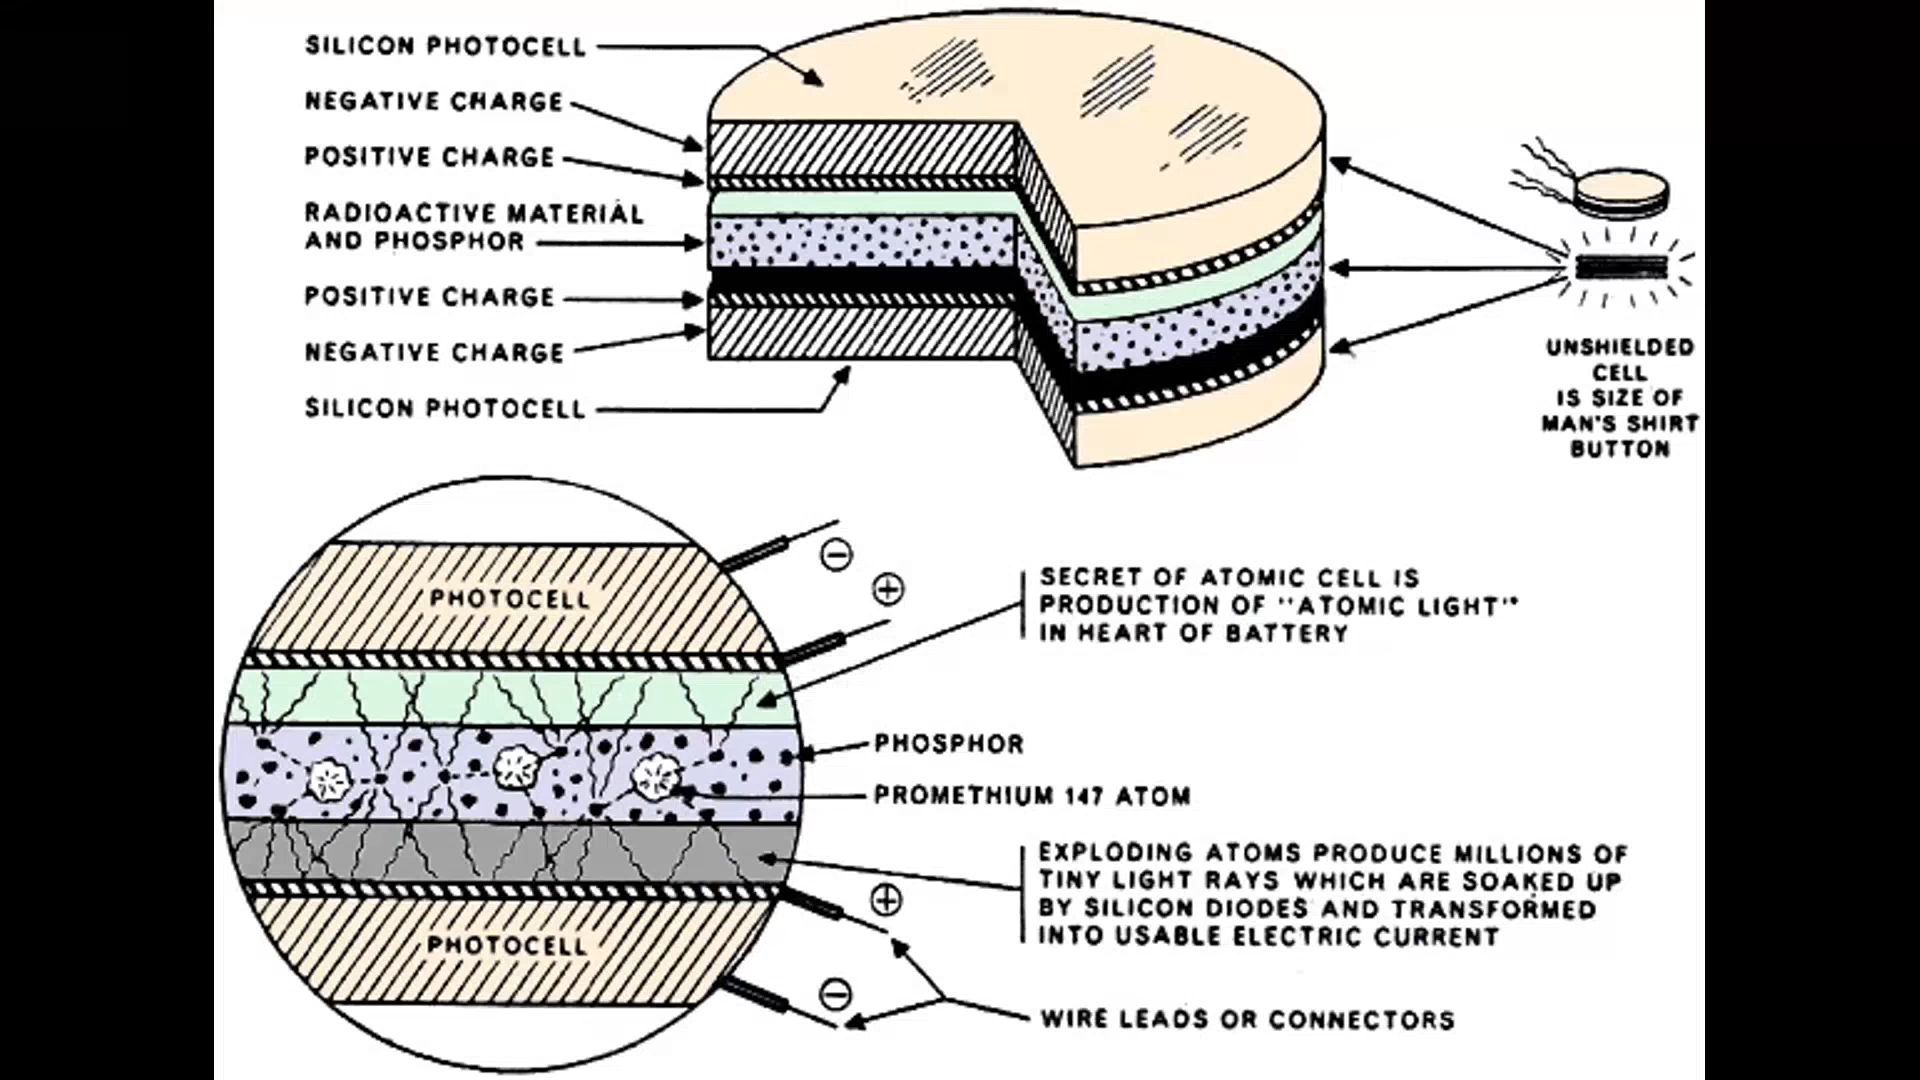 SILICON PHOTOCELL
NEGATIVE CHARGE
POSITIVE CHARGE
RADIOACTIVE MATERIAL
AND PHOSPHOR
POSITIVE CHARGE
NEGATIVE CHARGE
SILICON PHOTOCELL
UNSHIELDED
CELL
IS SIZE OF
MAN'S SHIRT
BUTTON
PHOTOCELL
−
+
SECRET OF ATOMIC CELL IS
PRODUCTION OF "ATOMIC LIGHT"
IN HEART OF BATTERY
PHOSPHOR
PROMETHIUM 147 ATOM
EXPLODING ATOMS PRODUCE MILLIONS OF
TINY LIGHT RAYS WHICH ARE SOAKED UP
BY SILICON DIODES AND TRANSFORMED
INTO USABLE ELECTRIC CURRENT
+
PHOTOCELL
−
WIRE LEADS OR CONNECTORS